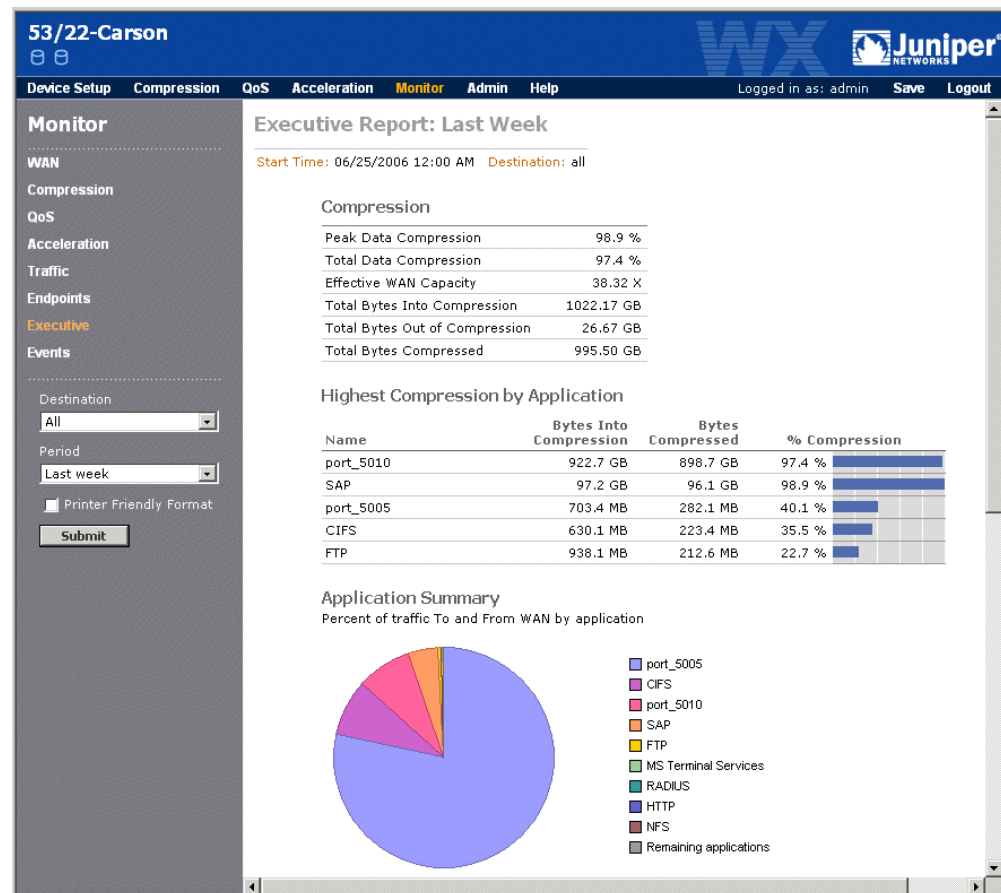 53/22-Carson
WX
Juniper®
NETWORKS
Device Setup Compression QoS Acceleration Monitor Admin Help Logged in as: admin Save Logout
Monitor
WAN
Compression
QoS
Acceleration
Traffic
Endpoints
Executive
Events
Destination
All
Period
Last week
Printer Friendly Format
Submit
Executive Report: Last Week
Start Time: 06/25/2006 12:00 AM Destination: all
Compression
Peak Data Compression 98.9 %
Total Data Compression 97.4 %
Effective WAN Capacity 38.32 X
Total Bytes Into Compression 1022.17 GB
Total Bytes Out of Compression 26.67 GB
Total Bytes Compressed 995.50 GB
Highest Compression by Application
Name Bytes Into Compression Bytes Compressed % Compression
port_5010 922.7 GB 898.7 GB 97.4 %
SAP 97.2 GB 96.1 GB 98.9 %
port_5005 703.4 MB 282.1 MB 40.1 %
CIFS 630.1 MB 223.4 MB 35.5 %
FTP 938.1 MB 212.6 MB 22.7 %
Application Summary
Percent of traffic To and From WAN by application
port_5005
CIFS
port_5010
SAP
FTP
MS Terminal Services
RADIUS
HTTP
NFS
Remaining applications